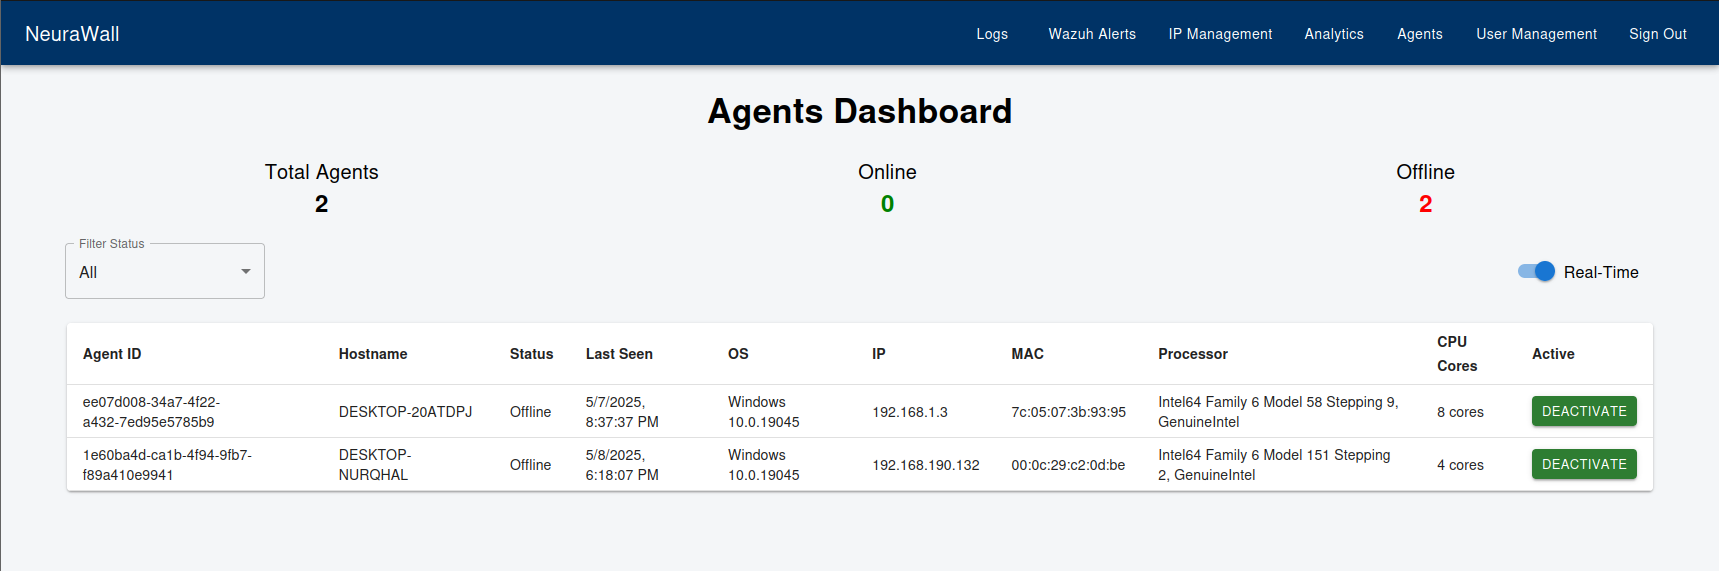 NeuraWall Logs Wazuh Alerts IP Management Analytics Agents User Management Sign Out
Agents Dashboard
Total Agents Online Offline
2 0 2
Filter Status
All Real-Time
Agent ID Hostname Status Last Seen OS IP MAC Processor CPU Cores Active
ee07d008-34a7-4f22-
a432-7ed95e5785b9
DESKTOP-20ATDPJ
Offline
5/7/2025,
8:37:37 PM
Windows
10.0.19045
192.168.1.3
7c:05:07:3b:93:95
Intel64 Family 6 Model 58 Stepping 9,
GenuineIntel
8 cores
DEACTIVATE
1e60ba4d-ca1b-4f94-9fb7-
f89a410e9941
DESKTOP-
NURQHAL
Offline
5/8/2025,
6:18:07 PM
Windows
10.0.19045
192.168.190.132
00:0c:29:c2:0d:be
Intel64 Family 6 Model 151 Stepping
2, GenuineIntel
4 cores
DEACTIVATE